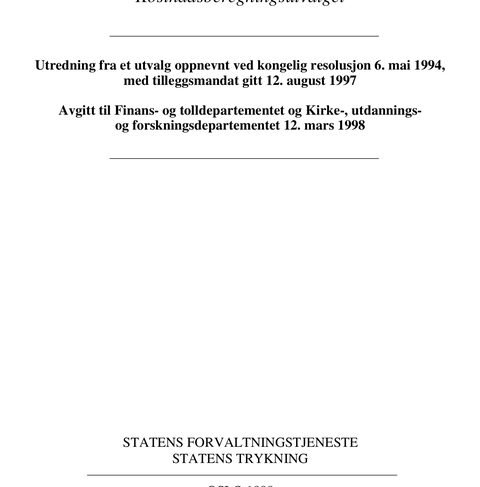 Utredning fra et utvalg oppnevnt ved kongelig resolusjon 6. mai 1994,
med tilleggsmandat gitt 12. august 1997
Avgitt til Finans- og tolldepartementet og Kirke-, utdannings-
og forskningsdepartementet 12. mars 1998
STATENS FORVALTNINGSTJENESTE
STATENS TRYKNING